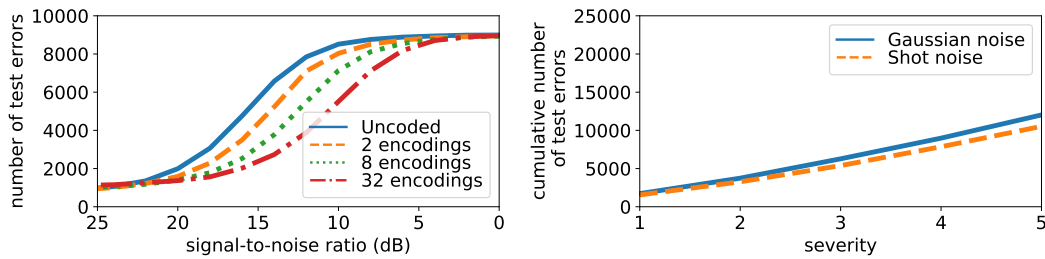 number of test errors
10000
8000
6000
4000
2000
0
25 20 15 10 5 0
signal-to-noise ratio (dB)
Uncoded
2 encodings
8 encodings
32 encodings
cumulative number
of test errors
25000
20000
15000
10000
5000
0
1 2 3 4 5
severity
Gaussian noise
Shot noise